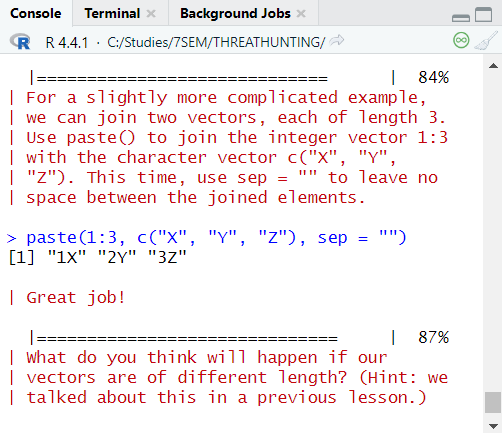 Console Terminal Background Jobs
R R 4.4.1 · C:/Studies/7SEM/THREATHUNTING/
|============================= | 84%
| For a slightly more complicated example,
| we can join two vectors, each of length 3.
| Use paste() to join the integer vector 1:3
| with the character vector c("X", "Y",
| "Z"). This time, use sep = "" to leave no
| space between the joined elements.
> paste(1:3, c("X", "Y", "Z"), sep = "")
[1] "1X" "2Y" "3Z"
| Great job!
|============================== | 87%
| What do you think will happen if our
| vectors are of different length? (Hint: we
| talked about this in a previous lesson.)